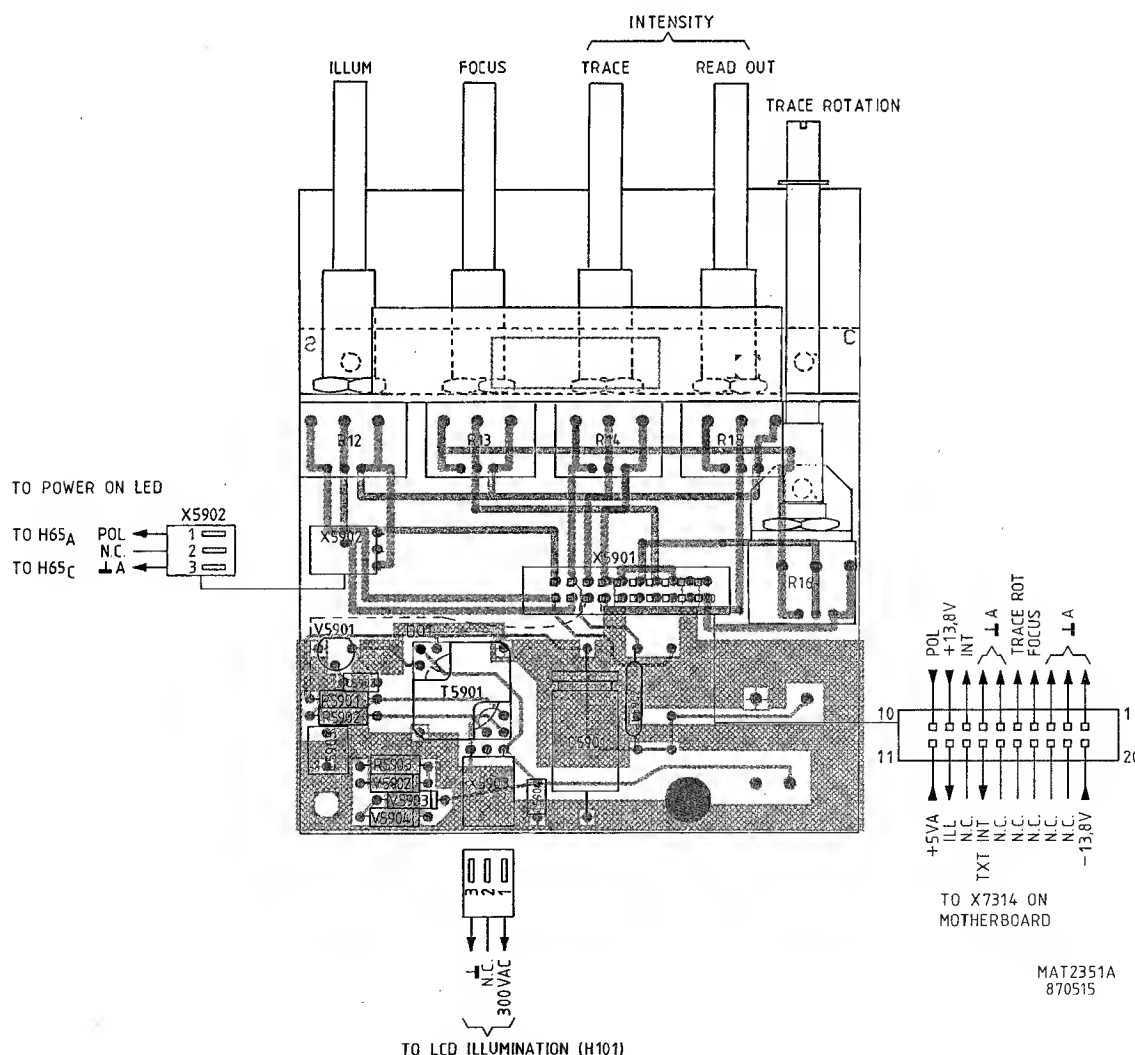 INTENSITY
ILLUM
FOCUS
TRACE
READ OUT
TRACE ROTATION
S
C
R12
R13
R14
R15
TO POWER ON LED
X5902
TO H65A POL 1
N.C. 2
TO H65C ⊥ A 3
X5902
X5901
R16
V5901
D01
T5901
R5901
R5902
R5903
V5902
V5903
V5904
X5903
POL
+13,8V
INT
⊥ A
TRACE ROT
FOCUS
⊥ A
10
1
11
20
+5VA
ILL
N.C.
TXT INT
N.C.
N.C.
N.C.
N.C.
N.C.
-13,8V
TO X7314 ON
MOTHERBOARD
3 2 1
⊥
N.C.
300VAC
TO LCD ILLUMINATION (H101)
MAT2351A
870515